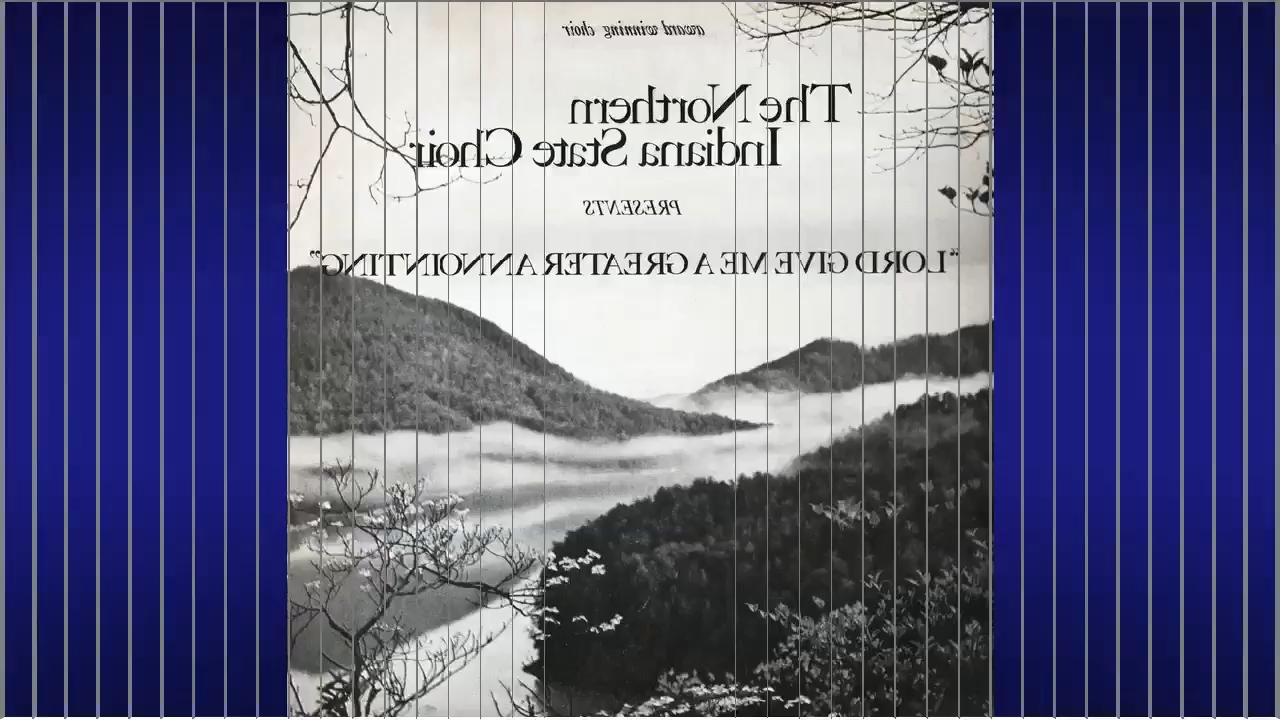 award winning choir
The Northern
Indiana State Choir
PRESENTS
"LORD GIVE ME A GREATER ANNOINTING"